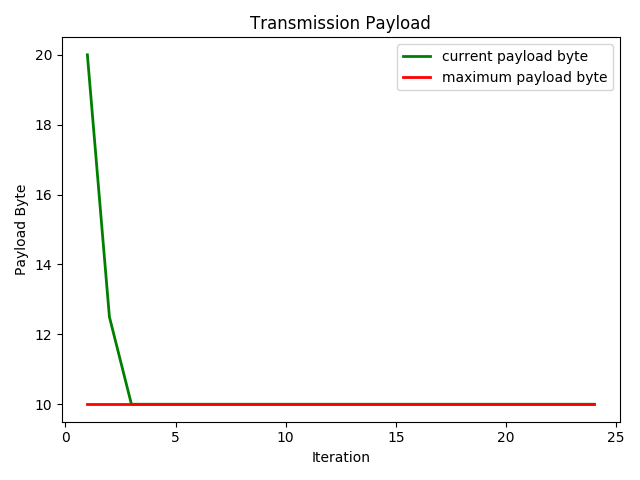 Transmission Payload
current payload byte
maximum payload byte
Payload Byte
20
18
16
14
12
10
0
5
10
15
20
25
Iteration